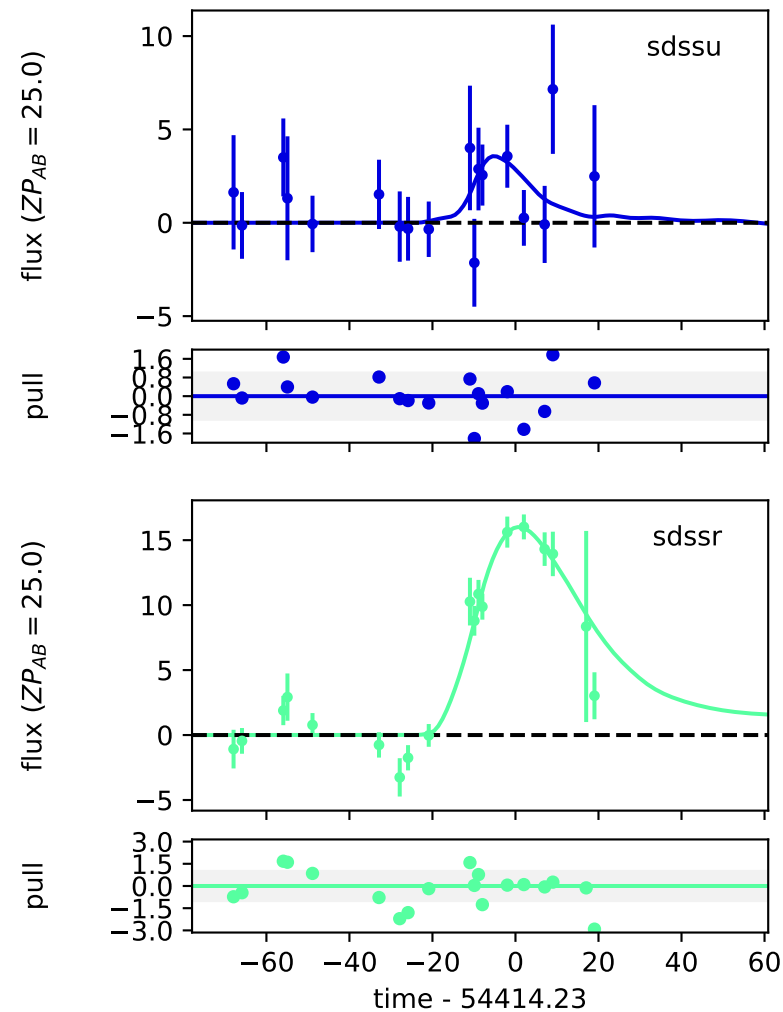 sdssu
flux (ZP_AB = 25.0)
10
5
0
−5
pull
1.6
0.8
0.0
−0.8
−1.6
sdssr
flux (ZP_AB = 25.0)
15
10
5
0
−5
pull
3.0
1.5
0.0
−1.5
−3.0
−60 −40 −20 0 20 40 60
time - 54414.23